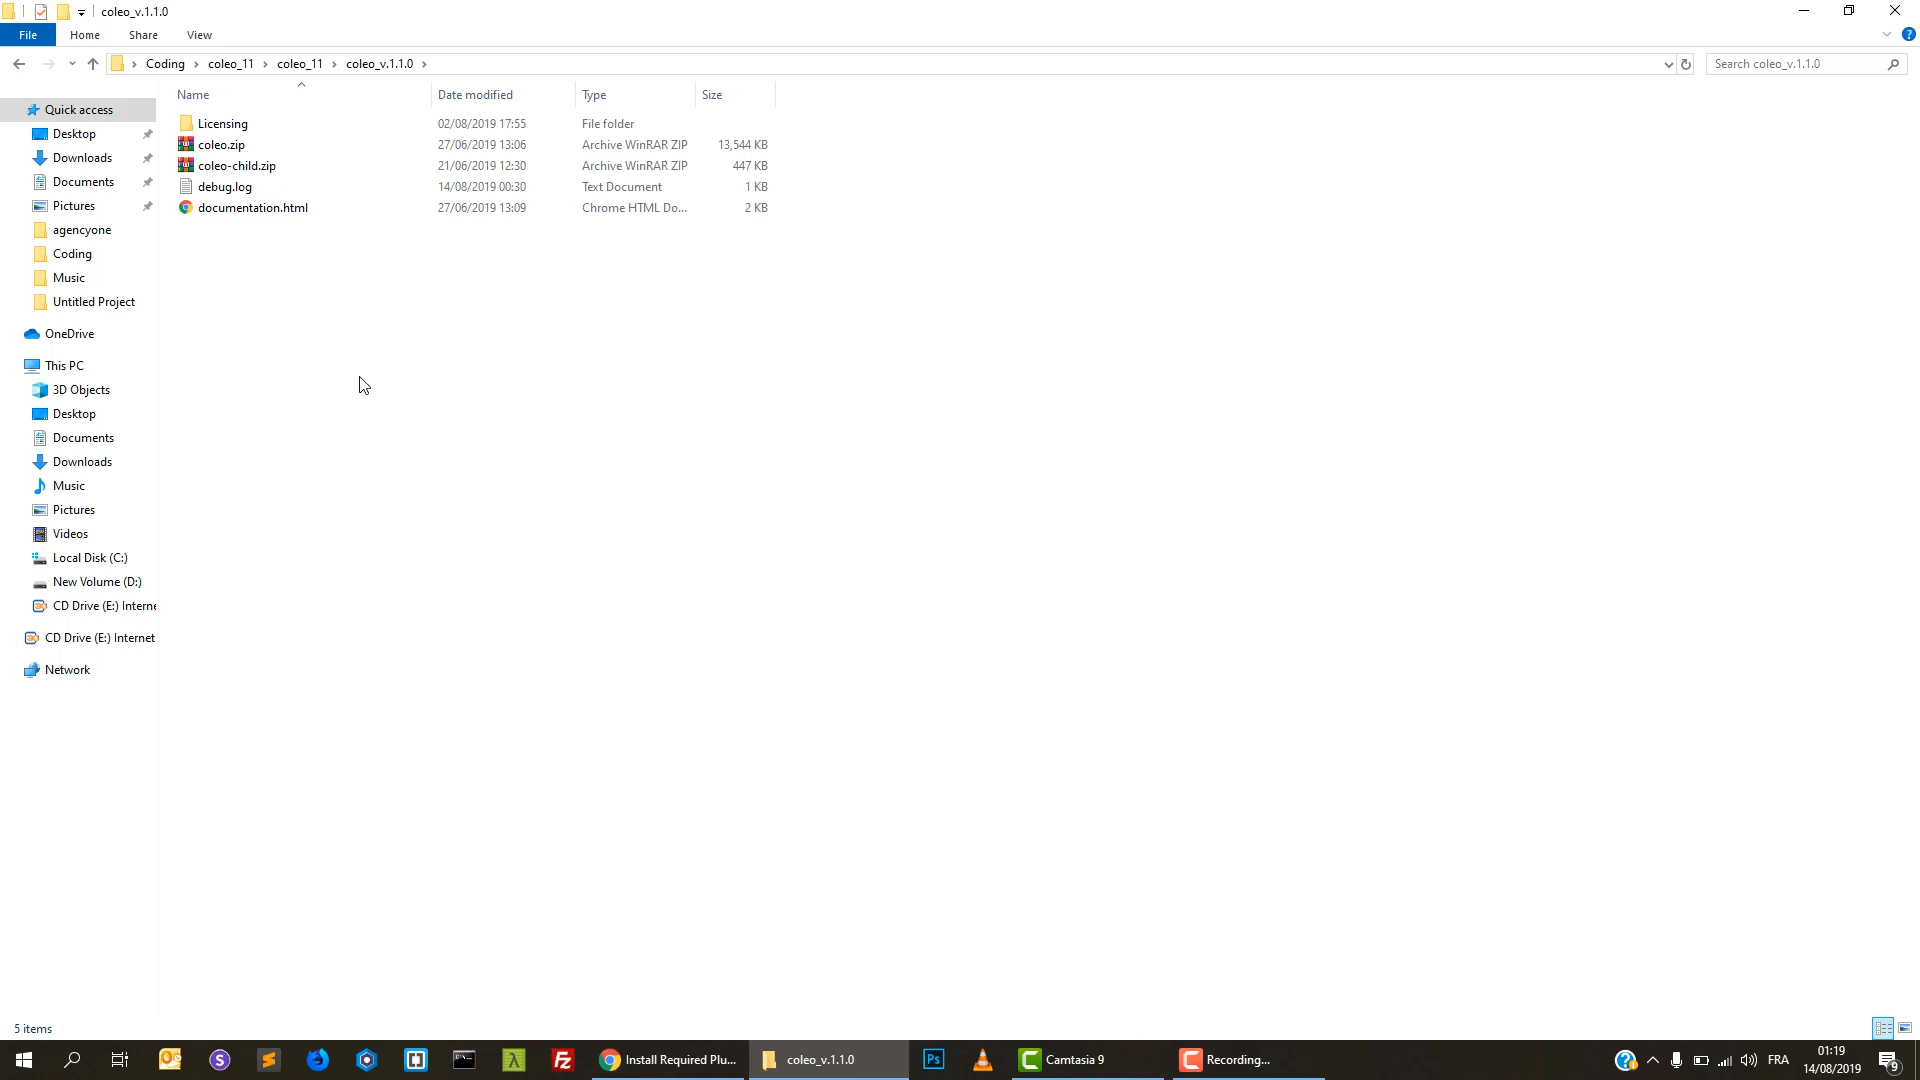 coleo_v.1.1.0
File Home Share View
Coding coleo_11 coleo_11 coleo_v.1.1.0
Search coleo_v.1.1.0
Name Date modified Type Size
Licensing 02/08/2019 17:55 File folder
coleo.zip 27/06/2019 13:06 Archive WinRAR ZIP 13,544 KB
coleo-child.zip 21/06/2019 12:30 Archive WinRAR ZIP 447 KB
debug.log 14/08/2019 00:30 Text Document 1 KB
documentation.html 27/06/2019 13:09 Chrome HTML Do... 2 KB
Quick access
Desktop
Downloads
Documents
Pictures
agencyone
Coding
Music
Untitled Project
OneDrive
This PC
3D Objects
Desktop
Documents
Downloads
Music
Pictures
Videos
Local Disk (C:)
New Volume (D:)
CD Drive (E:) Interne
CD Drive (E:) Internet
Network
5 items
Install Required Plu...
coleo_v.1.1.0
Ps
Camtasia 9
Recording...
FRA
01:19
14/08/2019
9